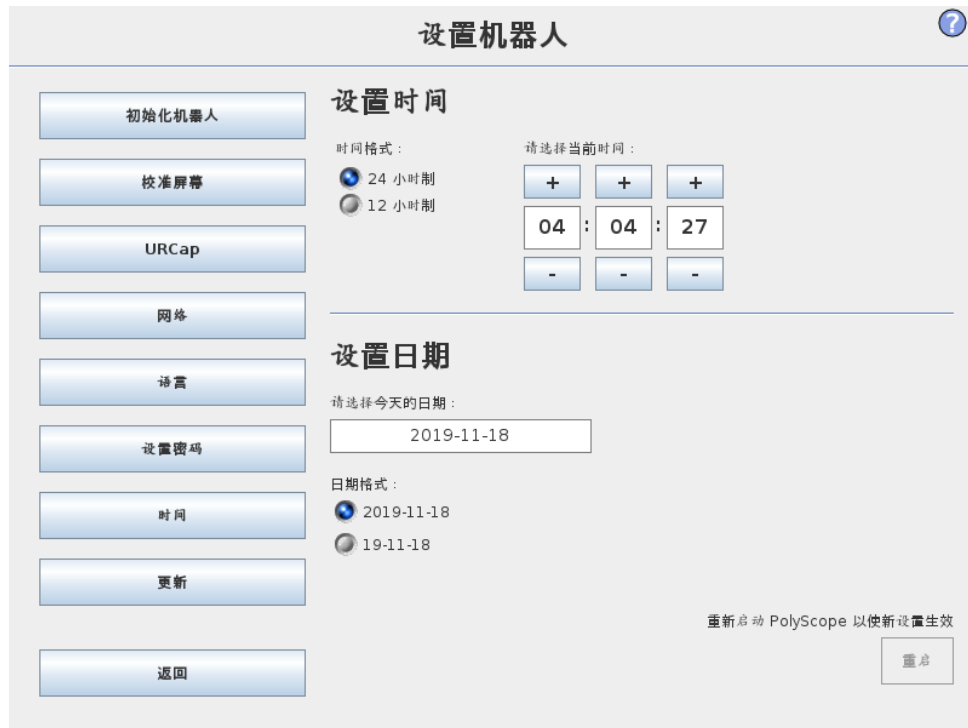 设置机器人
?
初始化机器人
校准屏幕
URCap
网络
语言
设置密码
时间
更新
返回
设置时间
时间格式：
24 小时制
12 小时制
请选择当前时间：
+ + +
04 : 04 : 27
- - -
设置日期
请选择今天的日期：
2019-11-18
日期格式：
2019-11-18
19-11-18
重新启动 PolyScope 以使新设置生效
重启